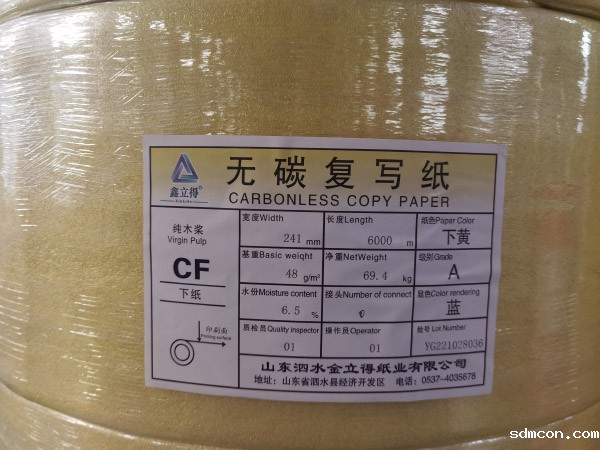 鑫立得®
无碳复写纸
CARBONLESS COPY PAPER
纯木桨
Virgin Pulp
CF
下纸
印刷面
Printing surface
宽度Width
241 mm
长度Length
6000 m
纸色Paper Color
下黄
基重Basic weight
48 g/m²
净重NetWeight
69.4 kg
级别Grade
A
水份Moisture content
6.5 %
接头Number of connect
显色Color rendering
蓝
质检员Quality inspector
01
操作员Operator
01
批号Lot Number
YG221028036
山东泗水金立得纸业有限公司
地址：山东省泗水县经济开发区 电话：0537-4035678
sdmcon.com